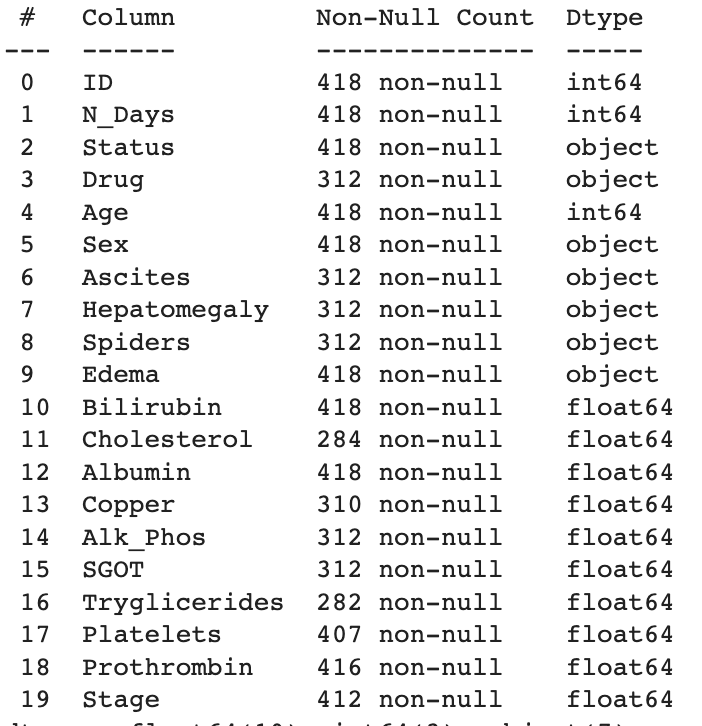 #   Column         Non-Null Count  Dtype
---  ------         --------------  -----
0   ID             418 non-null    int64
1   N_Days         418 non-null    int64
2   Status         418 non-null    object
3   Drug           312 non-null    object
4   Age            418 non-null    int64
5   Sex            418 non-null    object
6   Ascites        312 non-null    object
7   Hepatomegaly   312 non-null    object
8   Spiders        312 non-null    object
9   Edema          418 non-null    object
10  Bilirubin      418 non-null    float64
11  Cholesterol    284 non-null    float64
12  Albumin        418 non-null    float64
13  Copper         310 non-null    float64
14  Alk_Phos       312 non-null    float64
15  SGOT           312 non-null    float64
16  Tryglicerides  282 non-null    float64
17  Platelets      407 non-null    float64
18  Prothrombin    416 non-null    float64
19  Stage          412 non-null    float64